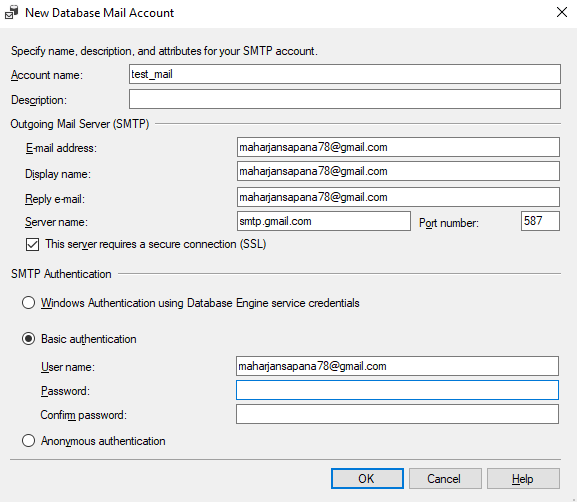 New Database Mail Account
Specify name, description, and attributes for your SMTP account.
Account name: test_mail
Description:
Outgoing Mail Server (SMTP)
E-mail address: maharjansapana78@gmail.com
Display name: maharjansapana78@gmail.com
Reply e-mail: maharjansapana78@gmail.com
Server name: smtp.gmail.com Port number: 587
This server requires a secure connection (SSL)
SMTP Authentication
Windows Authentication using Database Engine service credentials
Basic authentication
User name: maharjansapana78@gmail.com
Password:
Confirm password:
Anonymous authentication
OK Cancel Help